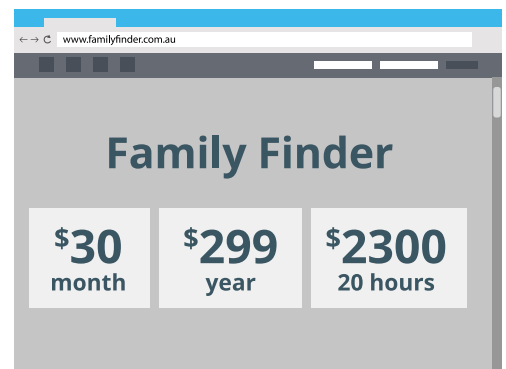 www.familyfinder.com.au
Family Finder
$30
month
$299
year
$2300
20 hours